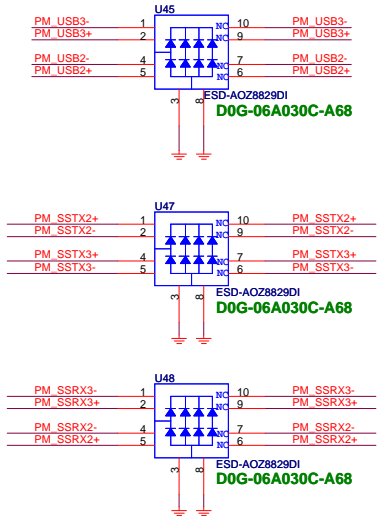 U45
PM_USB3- 1 NC 10 PM_USB3-
PM_USB3+ 2 NC 9 PM_USB3+
PM_USB2- 4 NC 7 PM_USB2-
PM_USB2+ 5 NC 6 PM_USB2+
3 8 ESD-AOZ8829DI
D0G-06A030C-A68
U47
PM_SSTX2+ 1 NC 10 PM_SSTX2+
PM_SSTX2- 2 NC 9 PM_SSTX2-
PM_SSTX3+ 4 NC 7 PM_SSTX3+
PM_SSTX3- 5 NC 6 PM_SSTX3-
3 8 ESD-AOZ8829DI
D0G-06A030C-A68
U48
PM_SSRX3- 1 NC 10 PM_SSRX3-
PM_SSRX3+ 2 NC 9 PM_SSRX3+
PM_SSRX2- 4 NC 7 PM_SSRX2-
PM_SSRX2+ 5 NC 6 PM_SSRX2+
3 8 ESD-AOZ8829DI
D0G-06A030C-A68